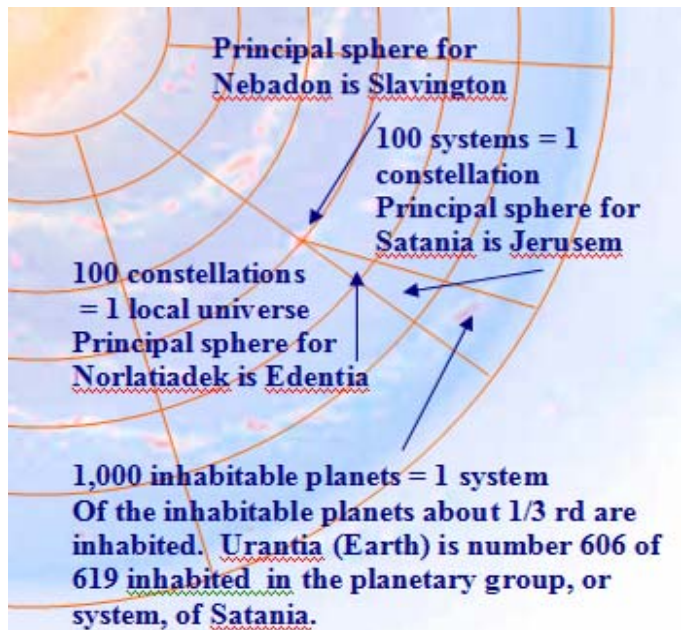 Principal sphere for
Nebadon is Slavington
100 systems = 1
constellation
Principal sphere for
Satania is Jerusem
100 constellations
= 1 local universe
Principal sphere for
Norlatiadek is Edentia
1,000 inhabitable planets = 1 system
Of the inhabitable planets about 1/3 rd are
inhabited.  Urantia (Earth) is number 606 of
619 inhabited  in the planetary group, or
system, of Satania.